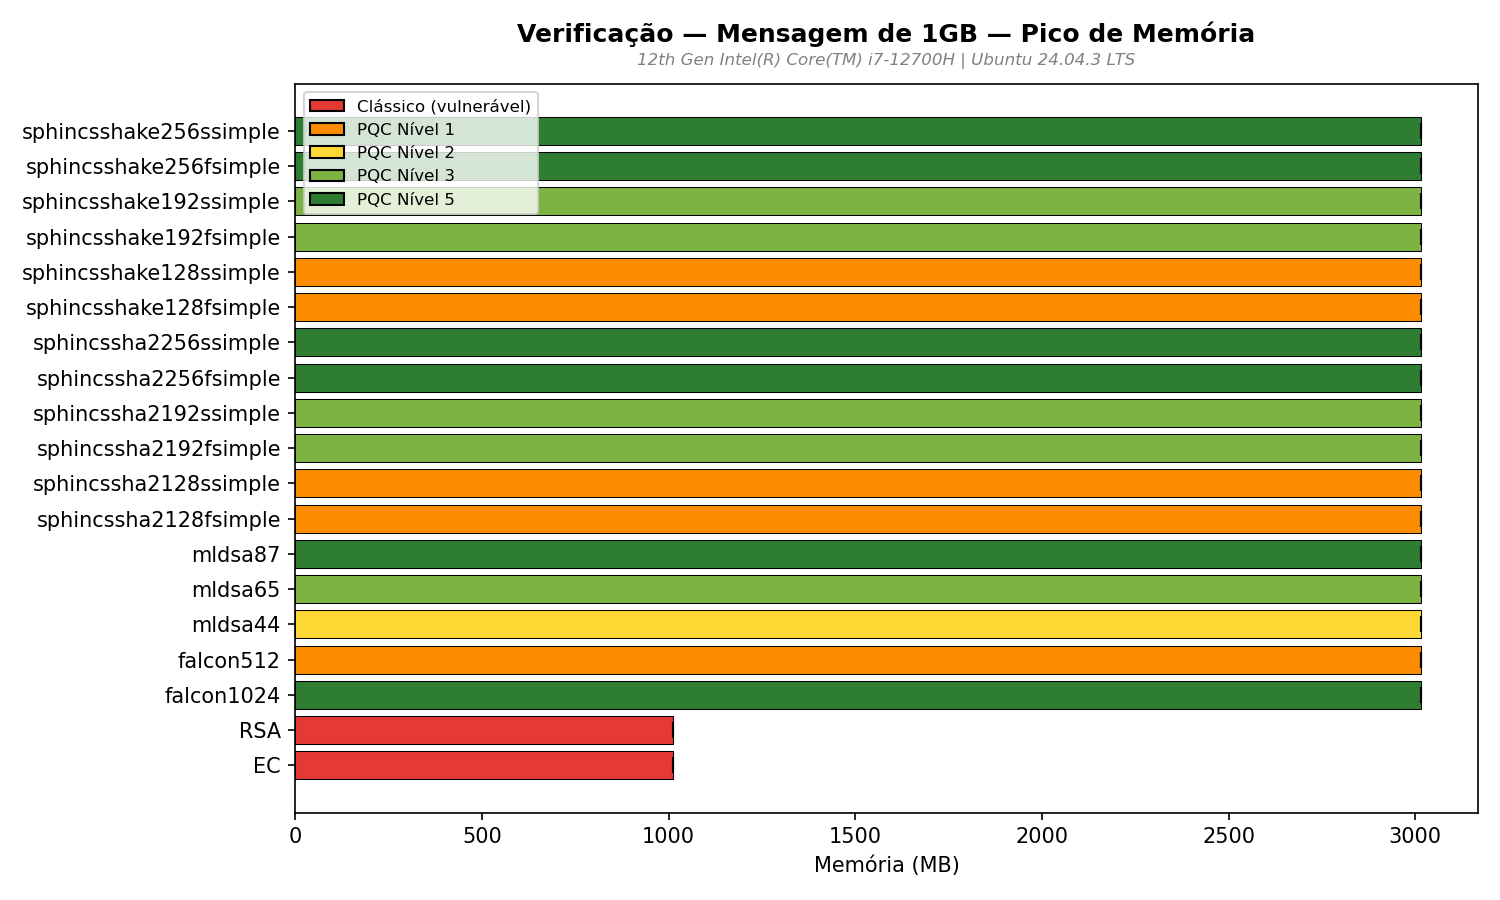 Verificação — Mensagem de 1GB — Pico de Memória
12th Gen Intel(R) Core(TM) i7-12700H | Ubuntu 24.04.3 LTS
Clássico (vulnerável)
PQC Nível 1
PQC Nível 2
PQC Nível 3
PQC Nível 5
sphincsshake256ssimple
sphincsshake256fsimple
sphincsshake192ssimple
sphincsshake192fsimple
sphincsshake128ssimple
sphincsshake128fsimple
sphincssha2256ssimple
sphincssha2256fsimple
sphincssha2192ssimple
sphincssha2192fsimple
sphincssha2128ssimple
sphincssha2128fsimple
mldsa87
mldsa65
mldsa44
falcon512
falcon1024
RSA
EC
0 500 1000 1500 2000 2500 3000
Memória (MB)